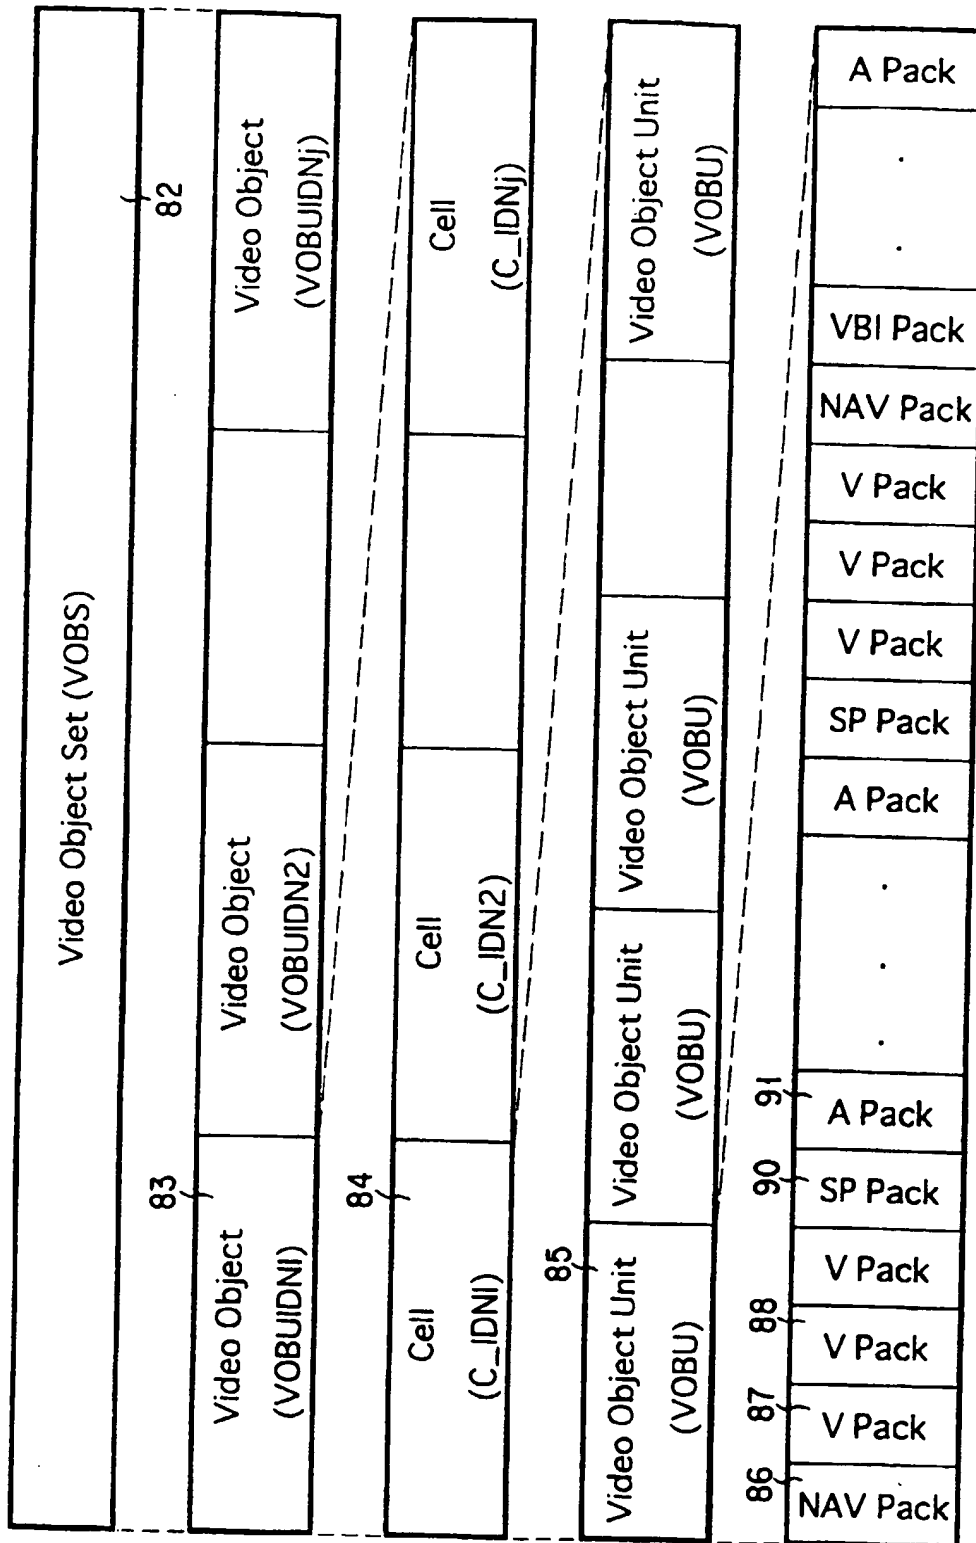 Video Object Set (VOBS)
82
83
Video Object
(VOBUIDNI)
Video Object
(VOBUIDN2)
Video Object
(VOBUIDNj)
84
Cell
(C_IDNI)
Cell
(C_IDN2)
Cell
(C_IDNj)
85
Video Object Unit
(VOBU)
Video Object Unit
(VOBU)
Video Object Unit
(VOBU)
Video Object Unit
(VOBU)
86
NAV Pack
87
V Pack
88
V Pack
V Pack
90
SP Pack
91
A Pack
A Pack
SP Pack
V Pack
V Pack
V Pack
NAV Pack
VBI Pack
A Pack